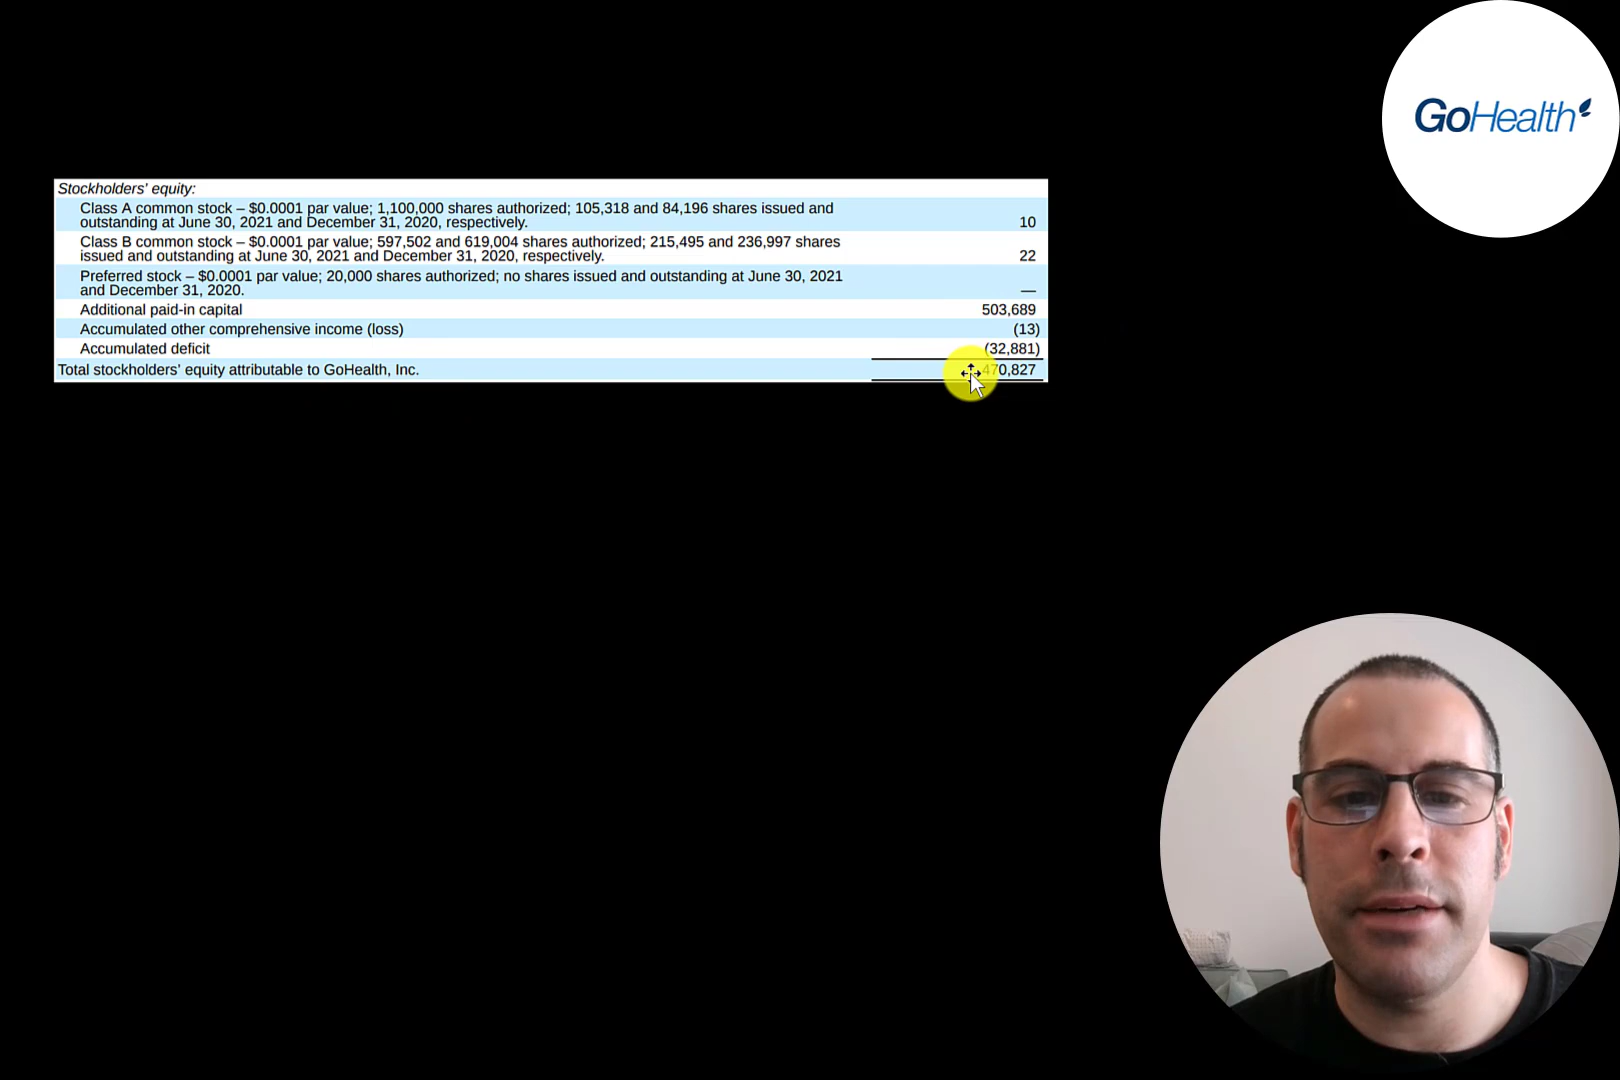 GoHealth
Stockholders' equity:
Class A common stock – $0.0001 par value; 1,100,000 shares authorized; 105,318 and 84,196 shares issued and
outstanding at June 30, 2021 and December 31, 2020, respectively. 10
Class B common stock – $0.0001 par value; 597,502 and 619,004 shares authorized; 215,495 and 236,997 shares
issued and outstanding at June 30, 2021 and December 31, 2020, respectively. 22
Preferred stock – $0.0001 par value; 20,000 shares authorized; no shares issued and outstanding at June 30, 2021
and December 31, 2020. —
Additional paid-in capital 503,689
Accumulated other comprehensive income (loss) (13)
Accumulated deficit (32,881)
Total stockholders' equity attributable to GoHealth, Inc. 470,827